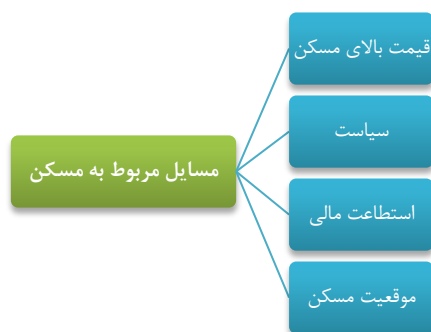 مسایل مربوط به مسکن
قیمت بالای مسکن
سیاست
استطاعت مالی
موقعیت مسکن